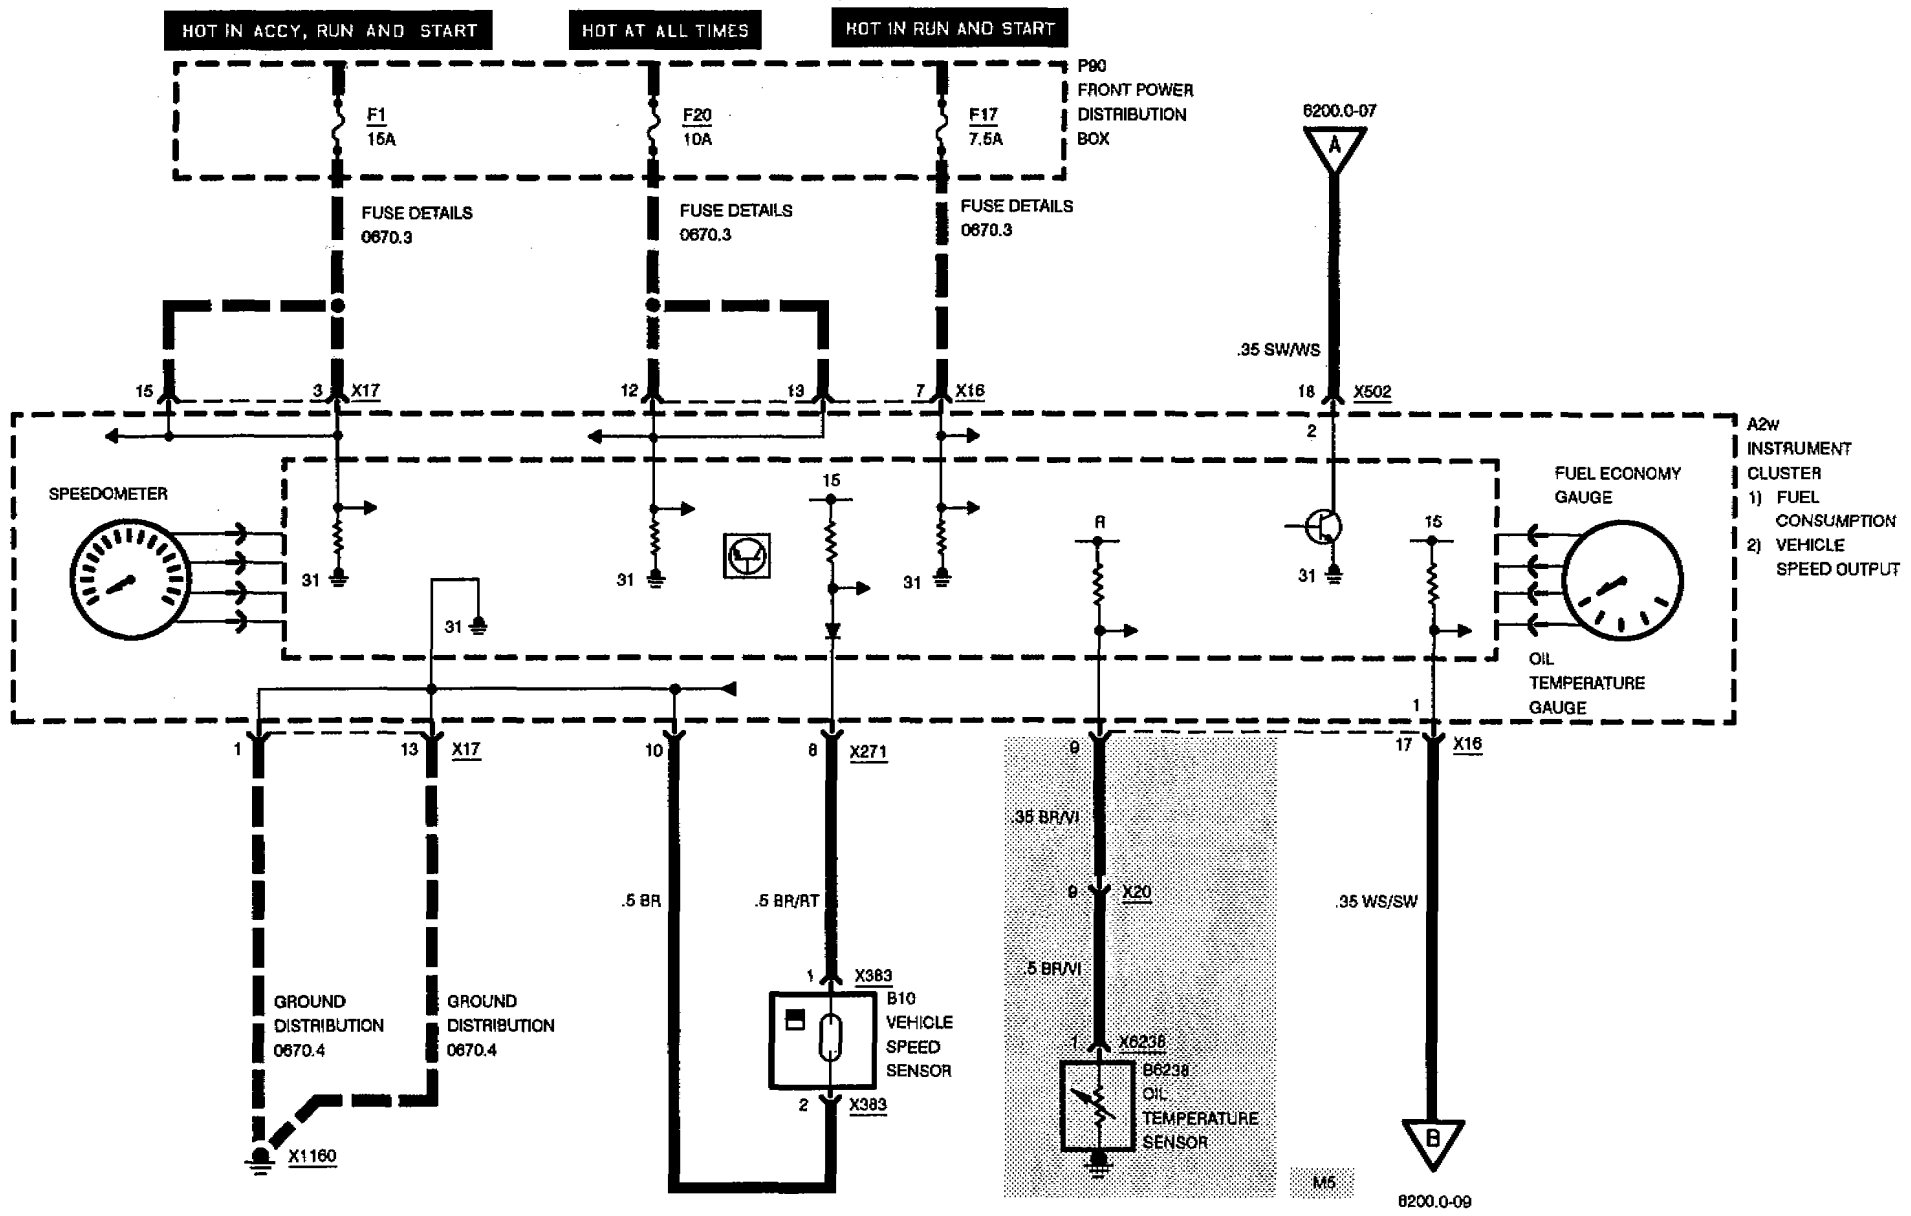 HOT IN ACCY, RUN AND START
HOT AT ALL TIMES
HOT IN RUN AND START
P90
FRONT POWER
DISTRIBUTION
BOX
F1
15A
F20
10A
F17
7.5A
6200.0-07
A
FUSE DETAILS
0670.3
FUSE DETAILS
0670.3
FUSE DETAILS
0670.3
.35 SW/WS
15
3
X17
12
13
7
X16
18
X502
2
A2w
INSTRUMENT
CLUSTER
1) FUEL
CONSUMPTION
2) VEHICLE
SPEED OUTPUT
SPEEDOMETER
15
R
15
FUEL ECONOMY
GAUGE
31
31
31
31
31
OIL
TEMPERATURE
GAUGE
1
1
13
X17
10
8
X271
9
17
X16
.35 BR/VI
.5 BR
.5 BR/RT
9
X20
.35 WS/SW
.5 BR/VI
1
X383
B10
VEHICLE
SPEED
SENSOR
2
X383
GROUND
DISTRIBUTION
0670.4
GROUND
DISTRIBUTION
0670.4
1
X6238
B6238
OIL
TEMPERATURE
SENSOR
X1160
B
M5
6200.0-09